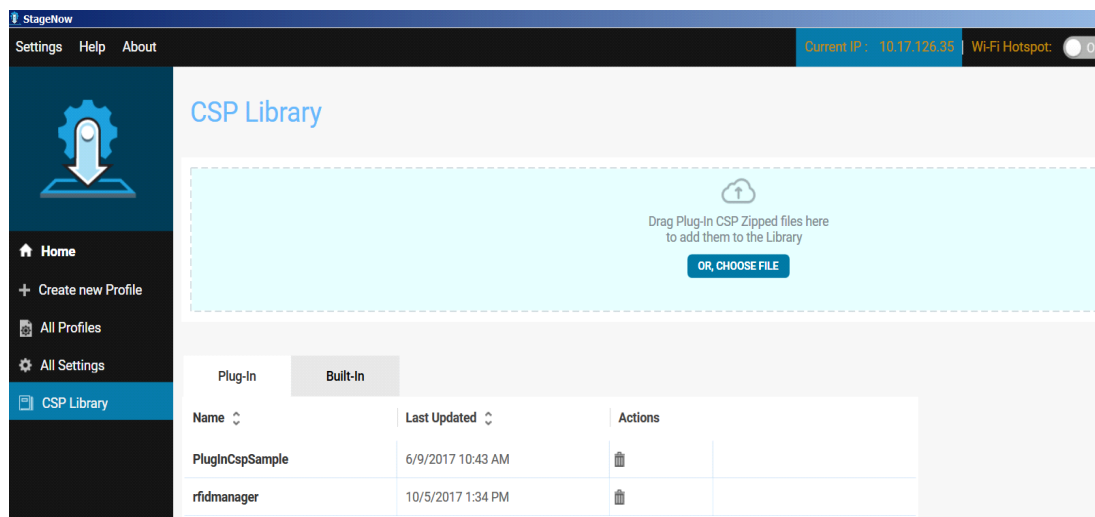 StageNow
Settings Help About
Current IP : 10.17.126.35 | Wi-Fi Hotspot:
CSP Library
Drag Plug-In CSP Zipped files here
to add them to the Library
OR, CHOOSE FILE
Home
Create new Profile
All Profiles
All Settings
CSP Library
Plug-In Built-In
Name Last Updated Actions
PlugInCspSample 6/9/2017 10:43 AM
rfidmanager 10/5/2017 1:34 PM